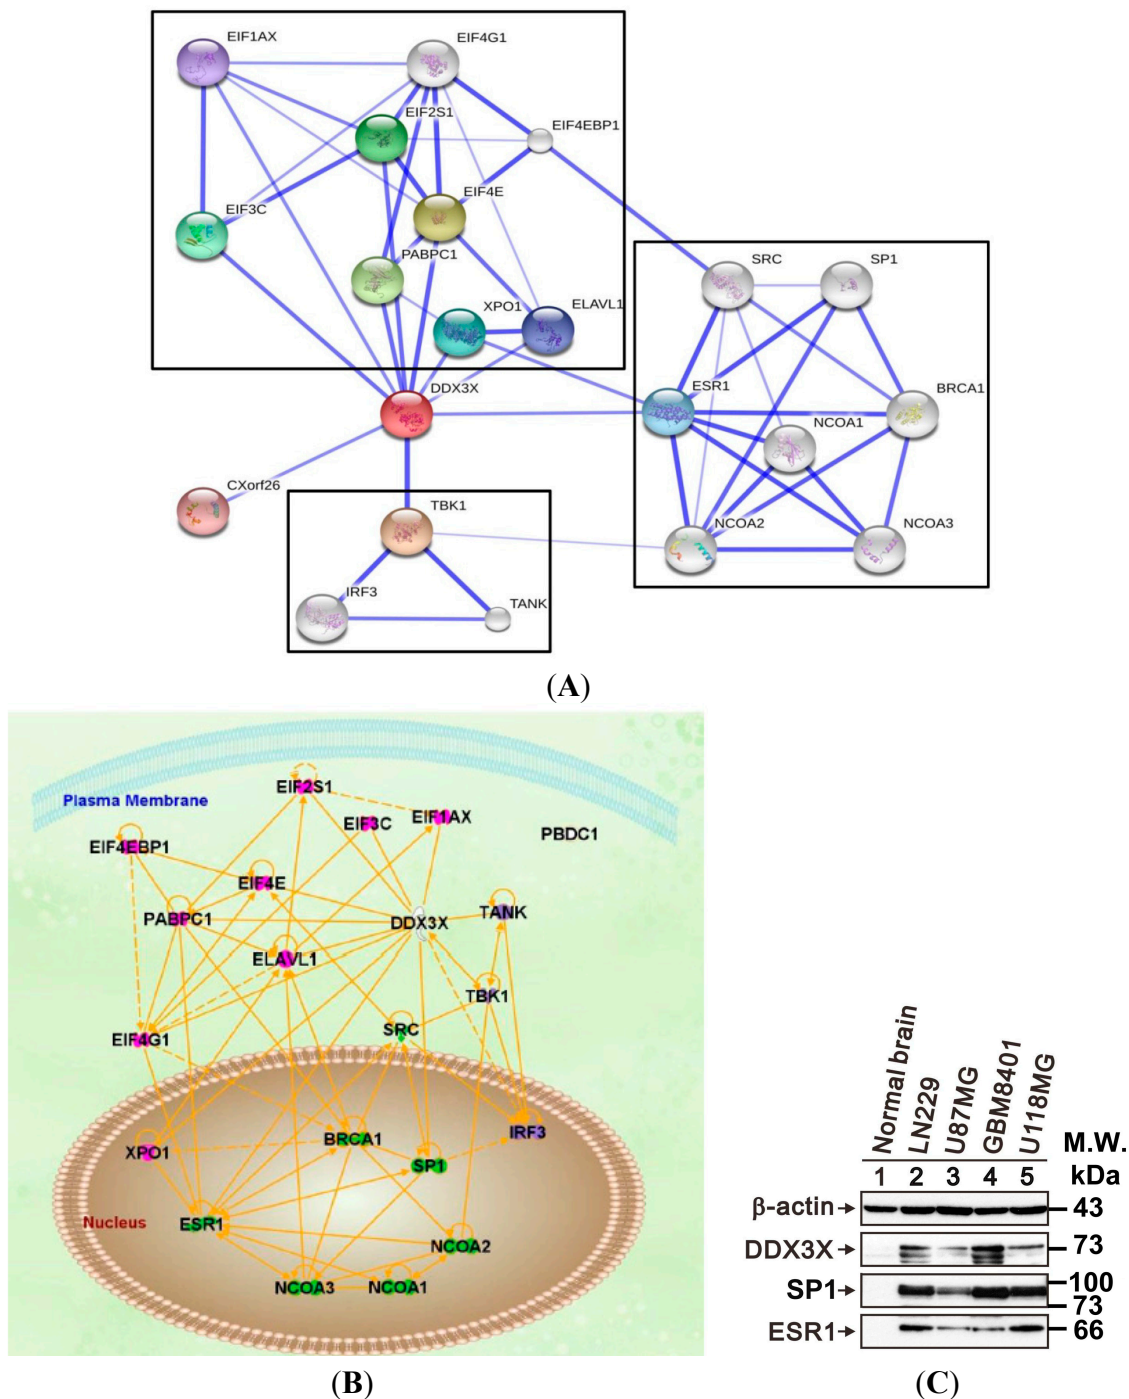 EIF1AX
EIF4G1
EIF2S1
EIF4EBP1
EIF4E
EIF3C
PABPC1
XPO1
ELAVL1
SRC
SP1
DDX3X
ESR1
BRCA1
NCOA1
CXorf26
TBK1
NCOA2
NCOA3
IRF3
TANK
(A)
EIF2S1
Plasma Membrane
EIF3C
EIF1AX
PBDC1
EIF4EBP1
EIF4E
PABPC1
DDX3X
TANK
ELAVL1
TBK1
EIF4G1
SRC
IRF3
XPO1
BRCA1
SP1
Nucleus
ESR1
NCOA2
NCOA3
NCOA1
(B)
Normal brain
LN229
U87MG
GBM8401
U118MG
M.W.
1 2 3 4 5 kDa
β-actin 43
DDX3X 73
SP1 100
73
ESR1 66
(C)